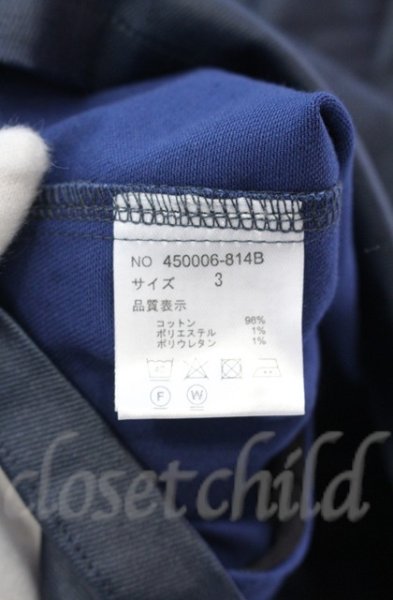 NO 450006-814B
サイズ 3
品質表示
コットン 98%
ポリエステル 1%
ポリウレタン 1%
F W
closetchild